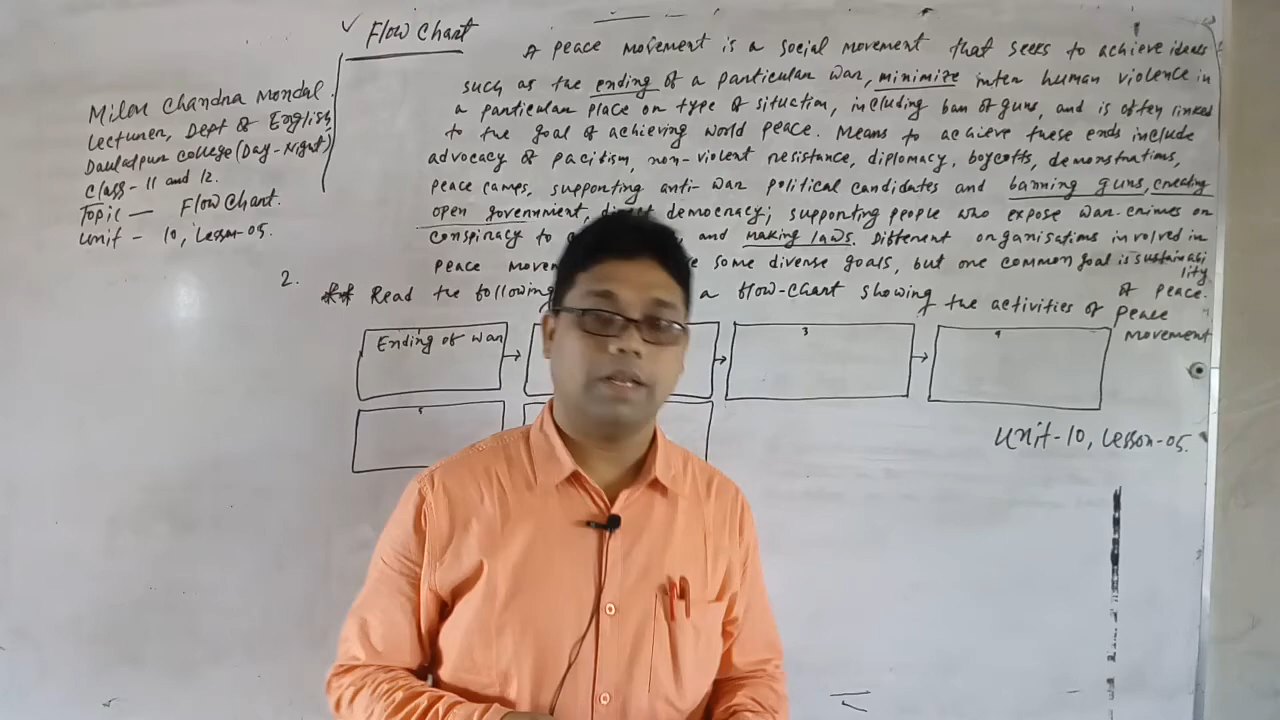 Flow Chart
A peace movement is a social movement that seeks to achieve ideas
such as the ending of a particular war, minimize inter human violence in
a particular place or type of situation, including ban of guns, and is often linked
to the goal of achieving world peace. Means to achieve these ends include
advocacy of pacitism, non-violent resistance, diplomacy, boycotts, demonstrations,
peace camps, supporting anti-war political candidates and banning guns, creating
open government, direct democracy; supporting people who expose war-crimes or
conspiracy to and making laws. Different organisations involved in
peace some diverse goals, but one common goal is sustainabi
lity
of peace.
Milon Chandra Mondal.
Lecturer, Dept of English,
Daulatpur College (Day-Night)
Class- 11 and 12.
Topic — Flow Chart.
Unit - 10, Lesson-05.
2.
** Read the following a flow-chart showing the activities of peace
movement
Ending of war
3
4
5
Unit-10, Lesson-05.